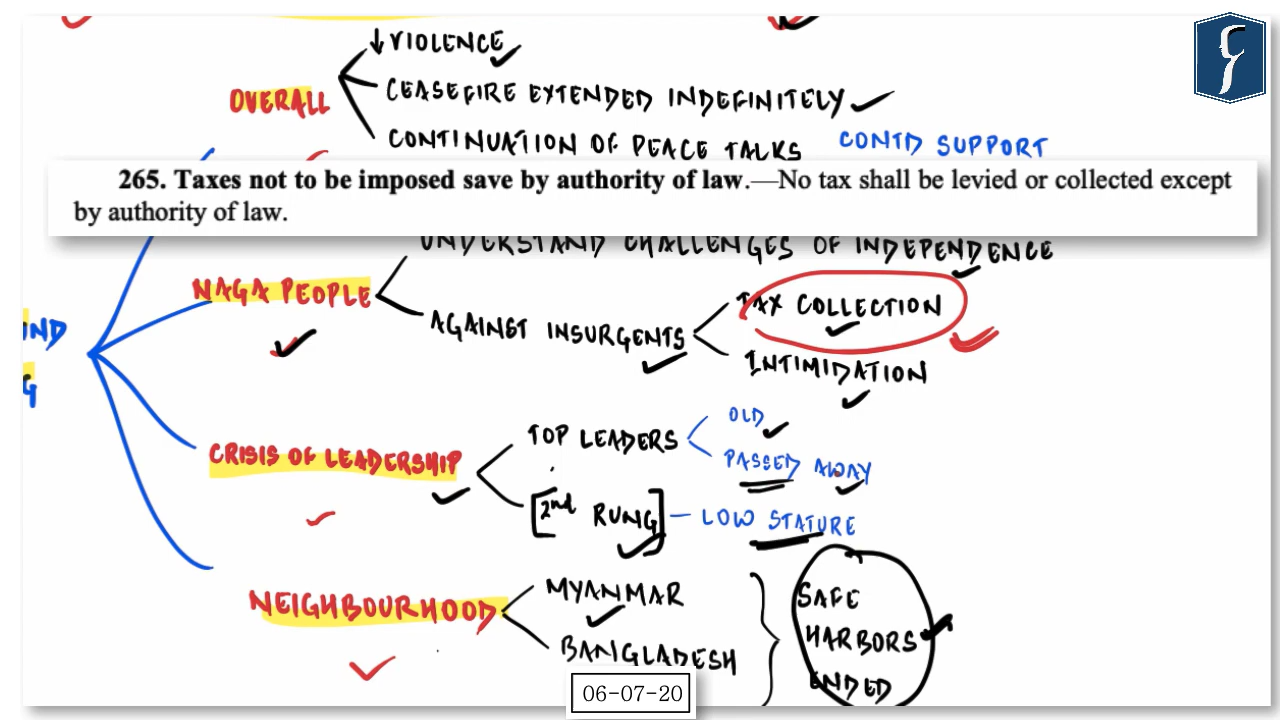 ↓ VIOLENCE
OVERALL
CEASEFIRE EXTENDED INDEFINITELY
CONTINUATION OF PEACE TALKS
CONTD SUPPORT
265. Taxes not to be imposed save by authority of law.—No tax shall be levied or collected except
by authority of law.
UNDERSTAND CHALLENGES OF INDEPENDENCE
NAGA PEOPLE
AGAINST INSURGENTS
TAX COLLECTION
INTIMIDATION
CRISIS OF LEADERSHIP
TOP LEADERS
OLD
PASSED AWAY
[2nd RUNG]
LOW STATURE
NEIGHBOURHOOD
MYANMAR
BANGLADESH
SAFE
HARBORS
ENDED
06-07-20